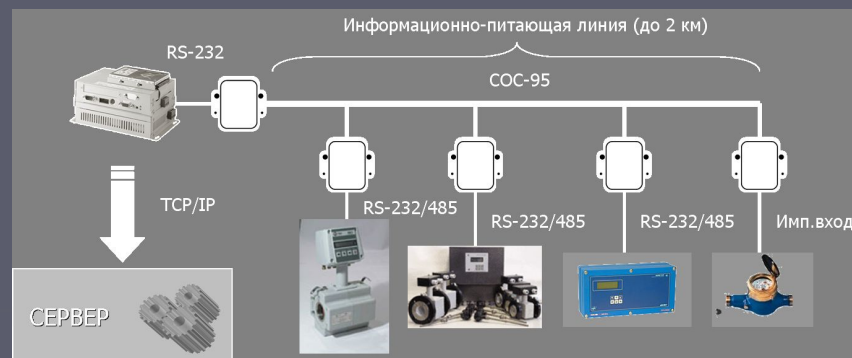 Информационно-питающая линия (до 2 км)
RS-232
СОС-95
TCP/IP
RS-232/485
RS-232/485
RS-232/485
Имп.вход
СЕРВЕР